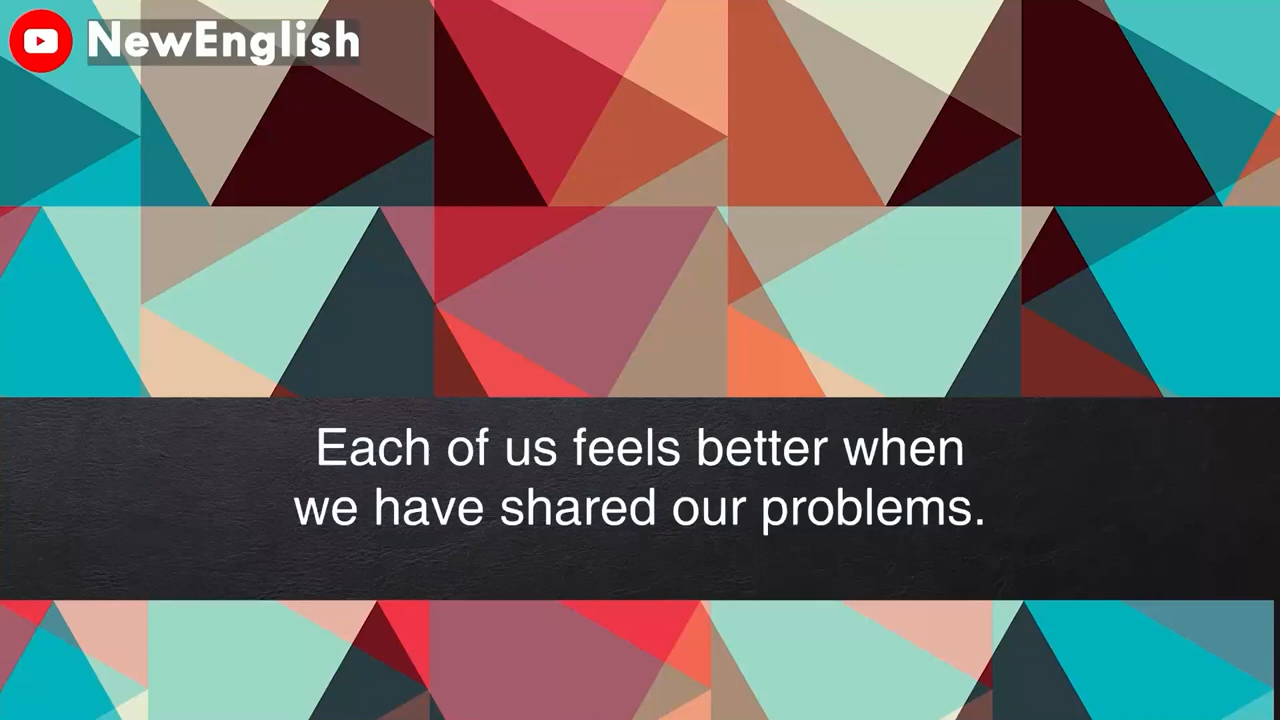 NewEnglish
Each of us feels better when
we have shared our problems.